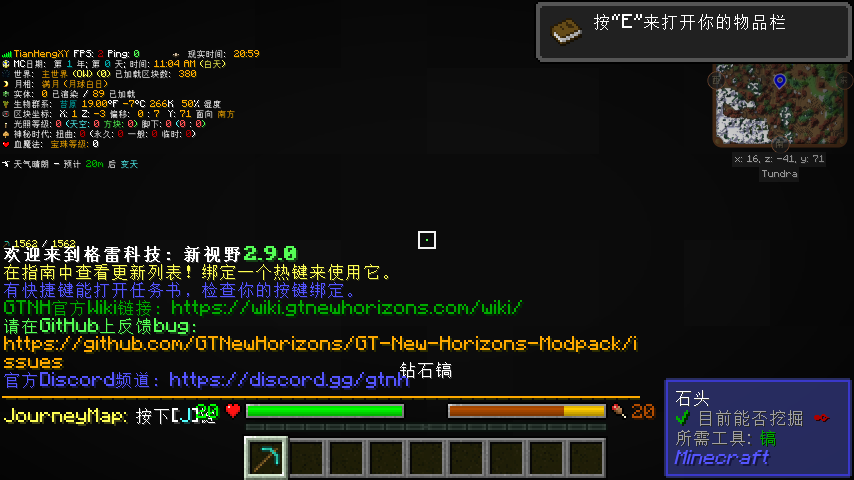 按"E"来打开你的物品栏
TianHengXY FPS: 3 Ping: 0 现实时间: 20:59
MC日期: 第 1 年; 第 0 天; 时间: 11:04 AM (白天)
世界: 主世界 (OW) (0) 已加载区块数: 380
月相: 满月 (月球白日)
实体: 0 已渲染 / 89 已加载
生物群系: 苔原 19.00°F -7°C 266K 50% 湿度
区块坐标: X: 1 Z: -3 偏移: 0 : 7 Y: 71 面向 南方
光照等级: 0 (天空: 0 方块: 0) 脚下: 0 (0 : 0)
神秘时代: 扭曲: 0 (永久: 0 一般: 0 临时: 0)
血魔法: 宝珠等级: 0
天气晴朗 - 预计 20m 后 变天
x: 16, z: -41, y: 71
Tundra
1562 / 1562
欢迎来到格雷科技: 新视野2.9.0
在指南中查看更新列表! 绑定一个热键来使用它。
有快捷键能打开任务书, 检查你的按键绑定。
GTNH官方Wiki链接: https://wiki.gtnewhorizons.com/wiki/
请在GitHub上反馈bug:
https://github.com/GTNewHorizons/GT-New-Horizons-Modpack/i
ssues
官方Discord频道: https://discord.gg/gtnh
钻石镐
JourneyMap: 按下[J]
20
20
石头
✔ 目前能否挖掘
所需工具: 镐
Minecraft